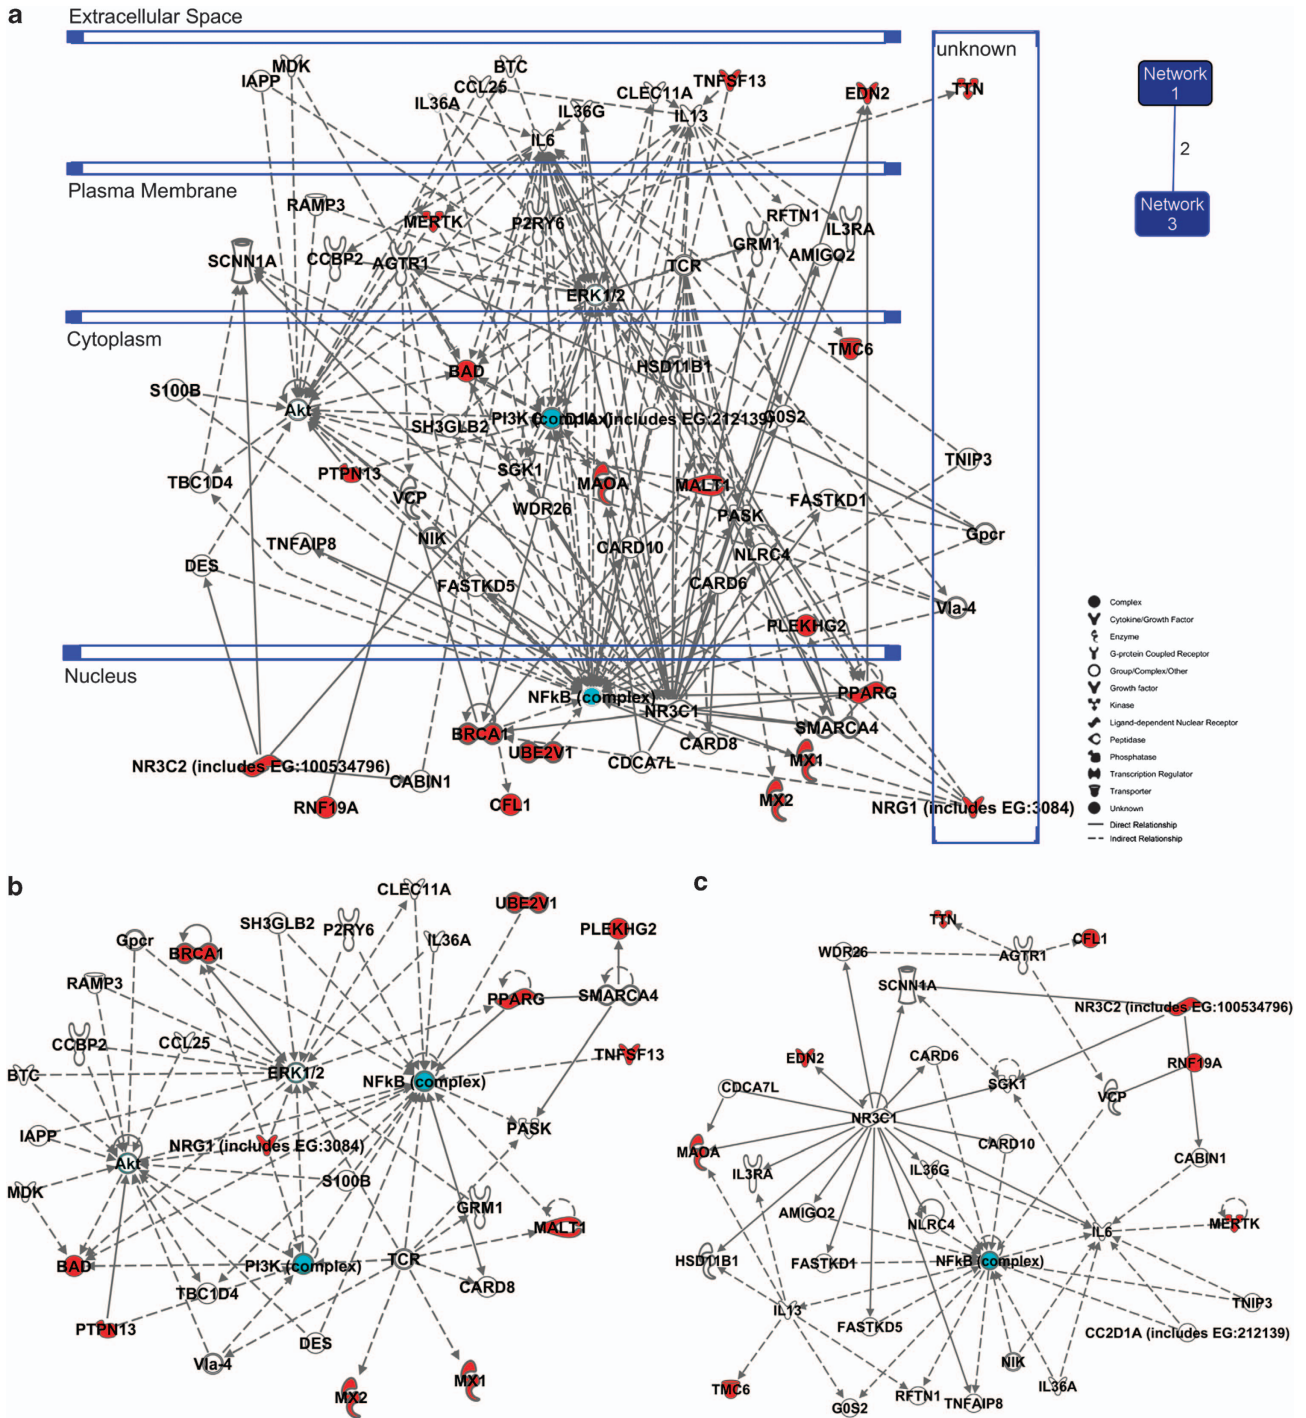 a
Extracellular Space
unknown
MDK
IAPP
BTC
CCL25
IL36A
IL36G
IL6
CLEC11A
TNFSF13
IL13
EDN2
TTN
Network
1
2
Network
3
Plasma Membrane
RAMP3
MERTK
P2RY6
RFTN1
IL3RA
GRM1
AMIGO2
SCNN1A
CCBP2
AGTR1
TCR
ERK1/2
Cytoplasm
TMC6
HSD11B1
BAD
S100B
Akt
PI3K (complex)
(includes EG:212139)
G0S2
SH3GLB2
TNIP3
PTPN13
SGK1
TBC1D4
VCP
MAOA
MALT1
FASTKD1
WDR26
PASK
Gpcr
TNFAIP8
NIK
CARD10
NLRC4
DES
FASTKD5
CARD6
Vla-4
PLEKHG2
Nucleus
NFkB (complex)
NR3C1
PPARG
BRCA1
SMARCA4
UBE2V1
CARD8
CDCA7L
MX1
NR3C2 (includes EG:100534796)
CABIN1
RNF19A
CFL1
MX2
NRG1 (includes EG:3084)
Complex
Cytokine/Growth Factor
Enzyme
G-protein Coupled Receptor
Group/Complex/Other
Growth factor
Kinase
Ligand-dependent Nuclear Receptor
Peptidase
Phosphatase
Transcription Regulator
Transporter
Unknown
Direct Relationship
Indirect Relationship
b
CLEC11A
UBE2V1
SH3GLB2
P2RY6
PLEKHG2
Gpcr
BRCA1
IL36A
RAMP3
PPARG
SMARCA4
CCBP2
CCL25
TNFSF13
BTC
ERK1/2
NFkB (complex)
PASK
IAPP
NRG1 (includes EG:3084)
Akt
S100B
MDK
GRM1
MALT1
BAD
PI3K (complex)
TCR
CARD8
TBC1D4
PTPN13
DES
Vla-4
MX2
MX1
c
TTN
CFL1
WDR26
AGTR1
SCNN1A
NR3C2 (includes EG:100534796)
EDN2
CARD6
RNF19A
SGK1
CDCA7L
VCP
NR3C1
MAOA
CARD10
IL3RA
IL36G
CABIN1
AMIGO2
NLRC4
IL6
MERTK
HSD11B1
FASTKD1
NFkB (complex)
IL13
TNIP3
FASTKD5
CC2D1A (includes EG:212139)
NIK
TMC6
RFTN1
IL36A
G0S2
TNFAIP8